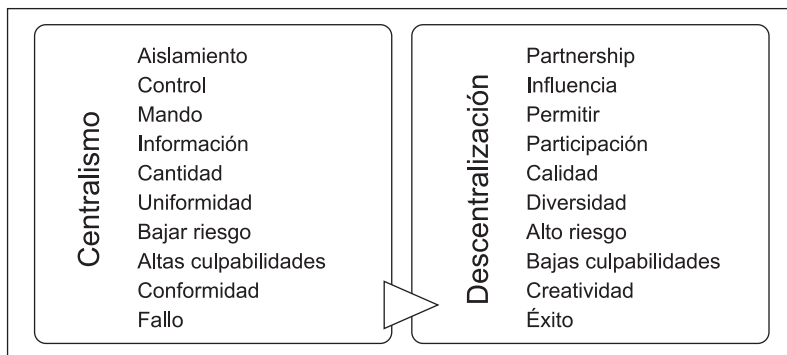 Centralismo
Aislamiento
Control
Mando
Información
Cantidad
Uniformidad
Bajar riesgo
Altas culpabilidades
Conformidad
Fallo
Descentralización
Partnership
Influencia
Permitir
Participación
Calidad
Diversidad
Alto riesgo
Bajas culpabilidades
Creatividad
Éxito